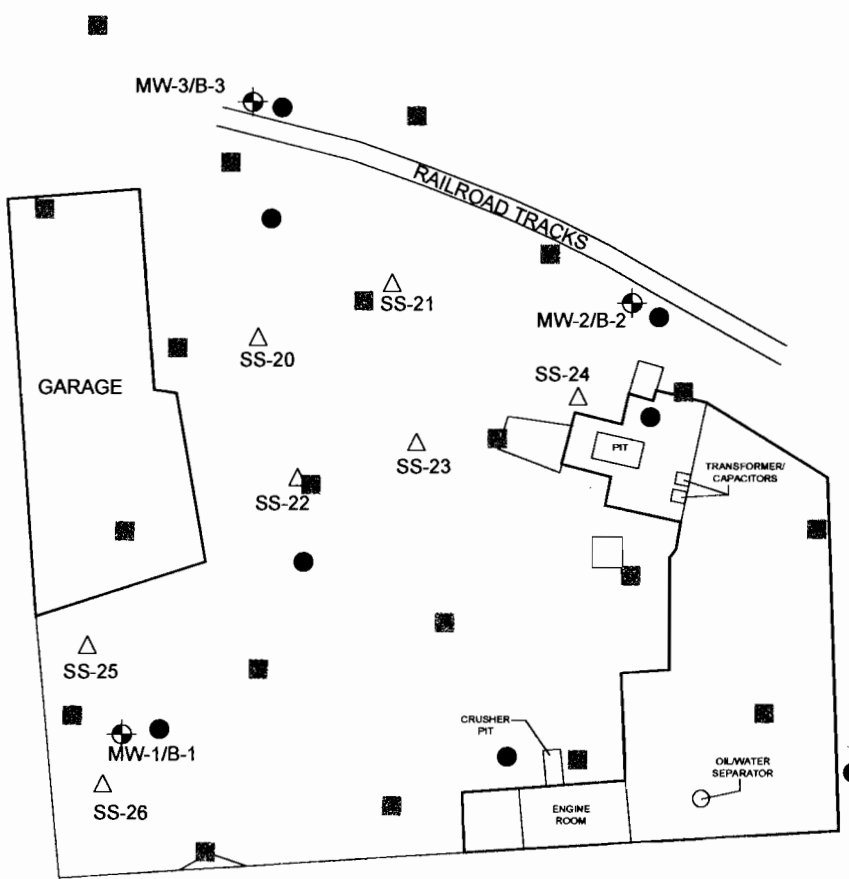 MW-3/B-3
RAILROAD TRACKS
SS-21
MW-2/B-2
SS-20
SS-24
GARAGE
SS-23
PIT
TRANSFORMER/
CAPACITORS
SS-22
SS-25
CRUSHER
PIT
MW-1/B-1
OIL/WATER
SEPARATOR
SS-26
ENGINE
ROOM